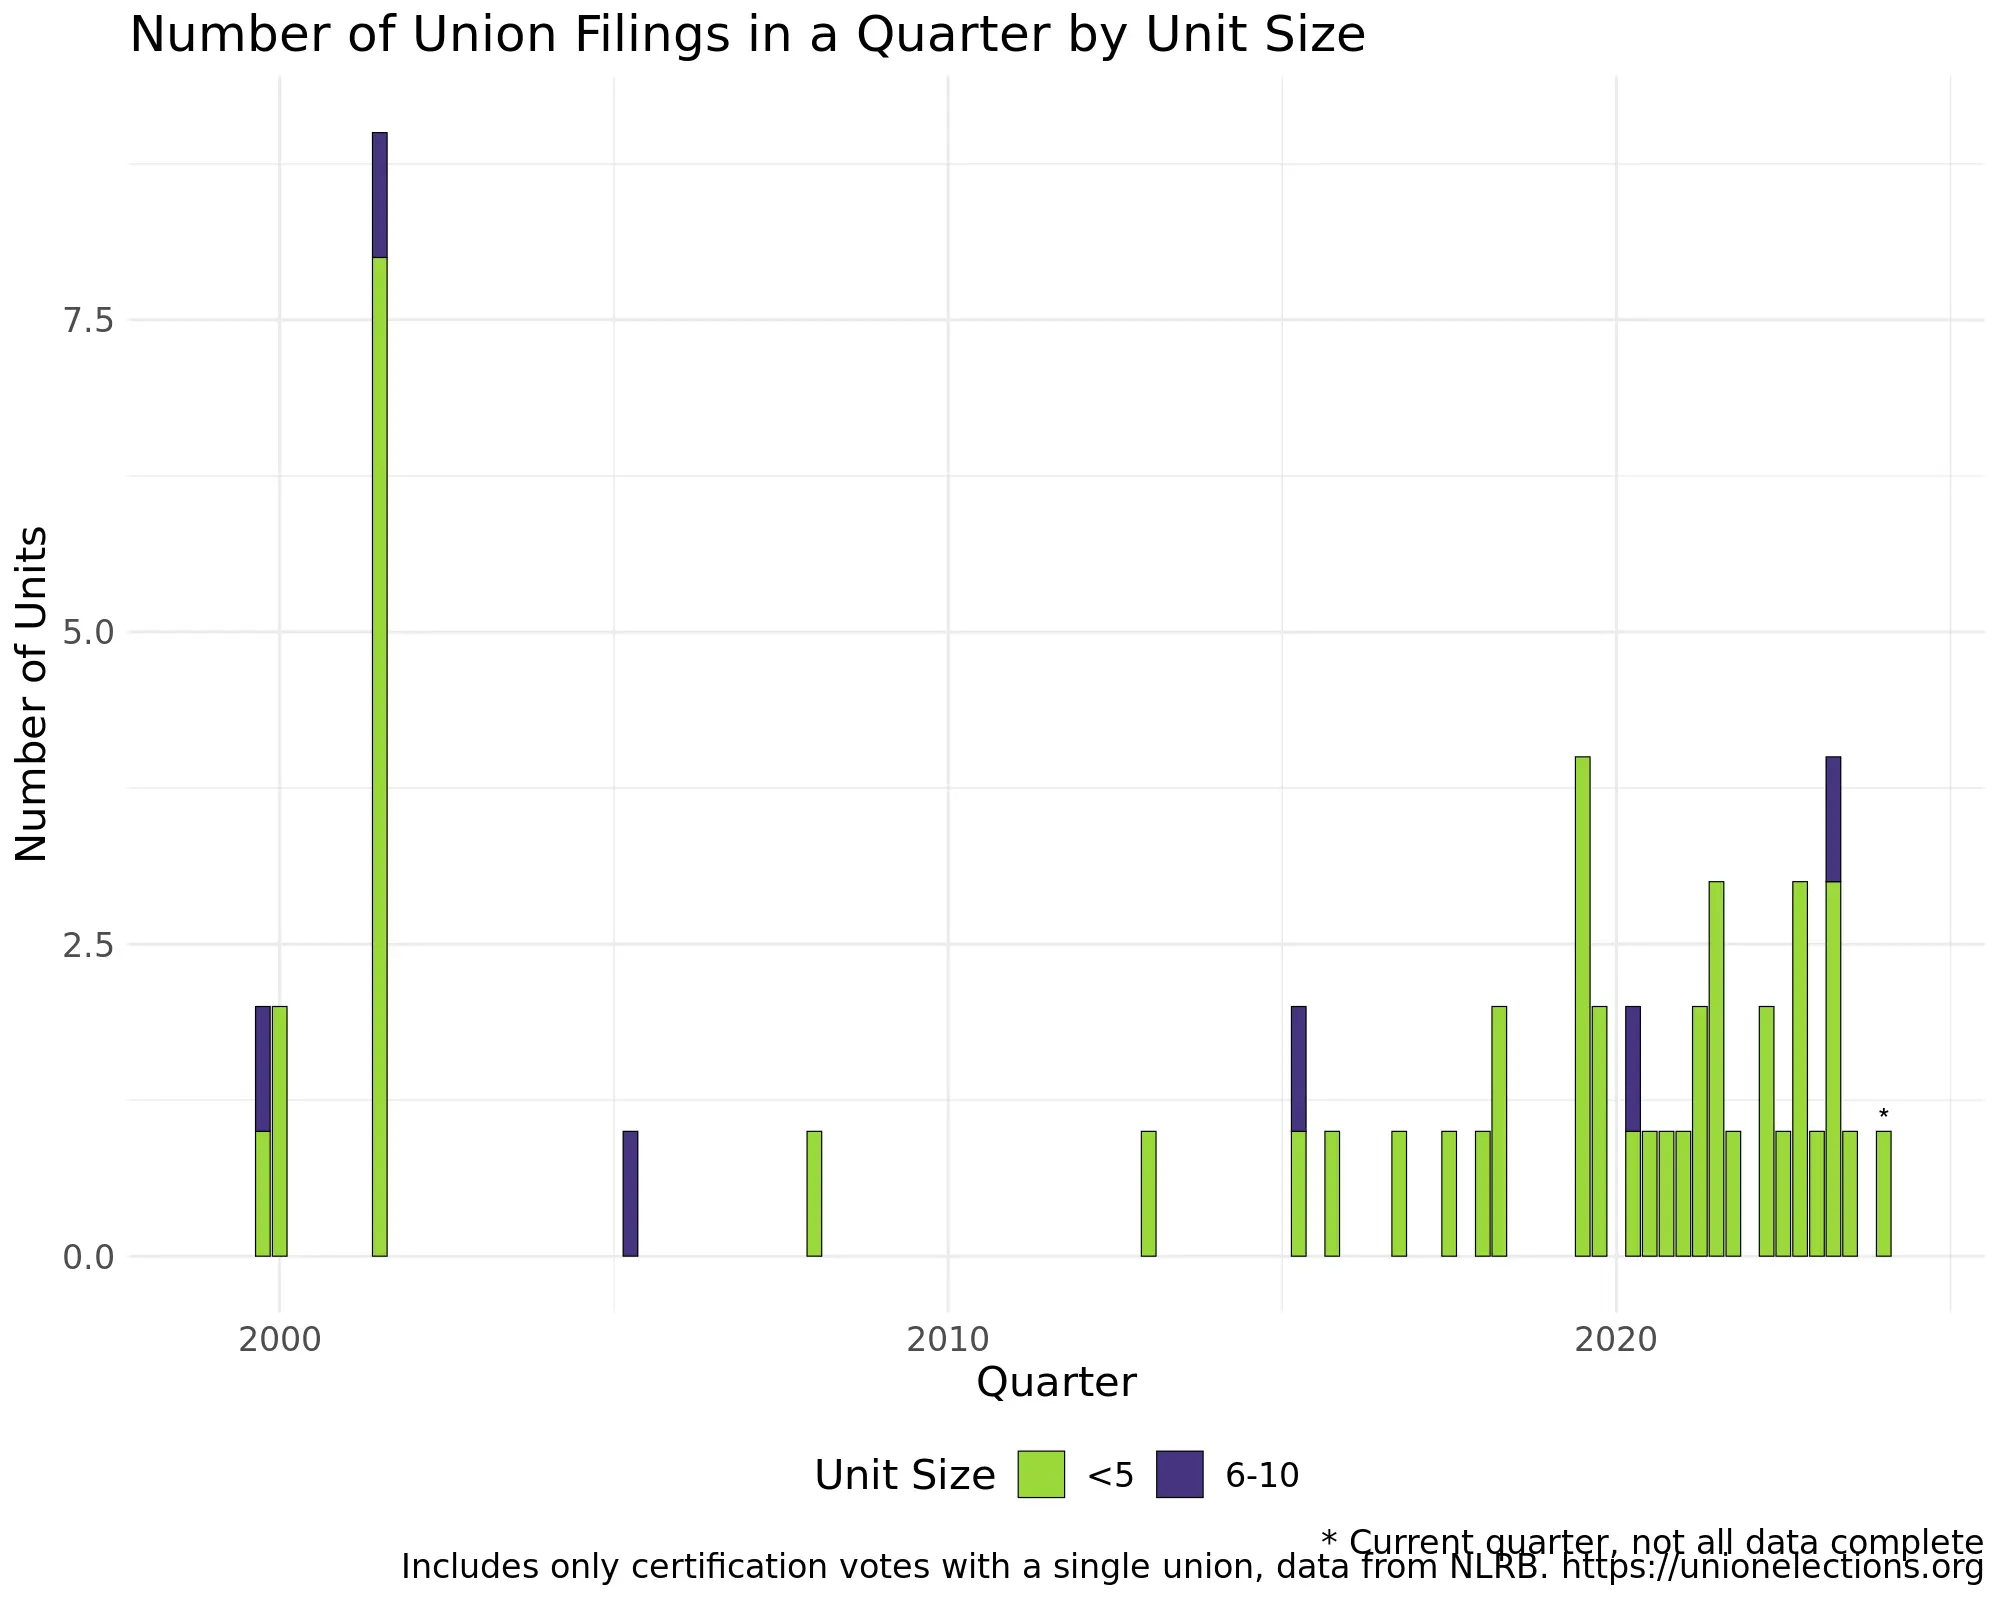 Number of Union Filings in a Quarter by Unit Size
Number of Units
7.5
5.0
2.5
0.0
*
2000 2010 2020
Quarter
Unit Size <5 6-10
* Current quarter, not all data complete
Includes only certification votes with a single union, data from NLRB. https://unionelections.org